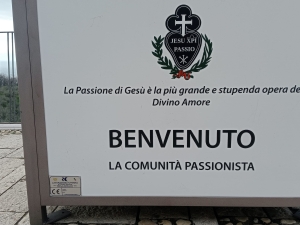 JESU XPI
PASSIO
La Passione di Gesù è la più grande e stupenda opera de
Divino Amore
BENVENUTO
LA COMUNITÀ PASSIONISTA